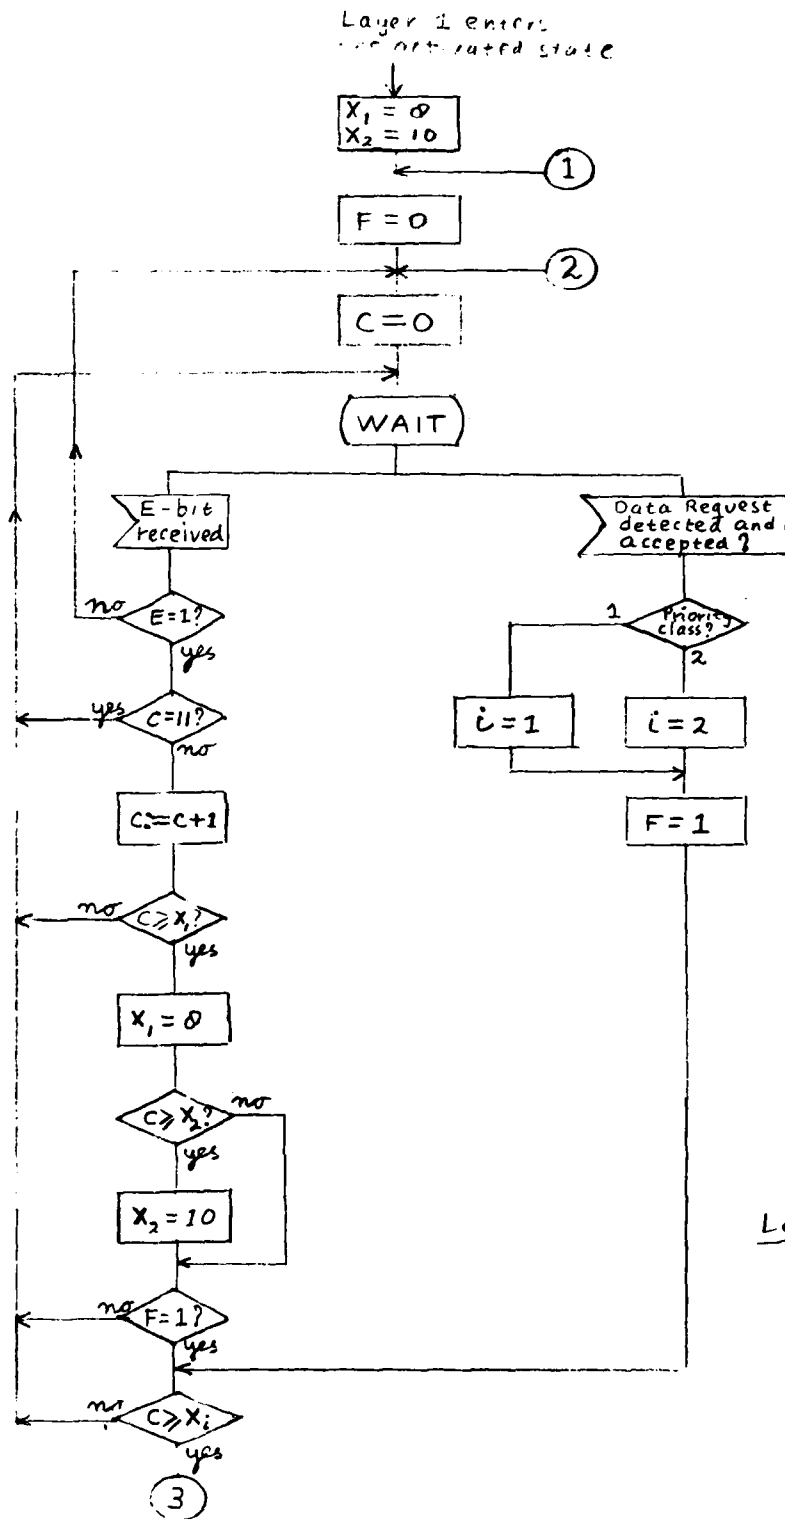 Layer 1 enters
activated state
X₁ = 8
X₂ = 10
1
F = 0
2
C = 0
WAIT
E-bit
received
Data Request
detected and
accepted?
no
E=1?
yes
1
Priority
class?
2
yes
C=11?
no
i = 1
i = 2
C:=C+1
F = 1
no
C≥X₁?
yes
X₁ = 8
C≥X₂?
no
yes
X₂ = 10
no
F=1?
yes
no
C≥Xi
yes
3